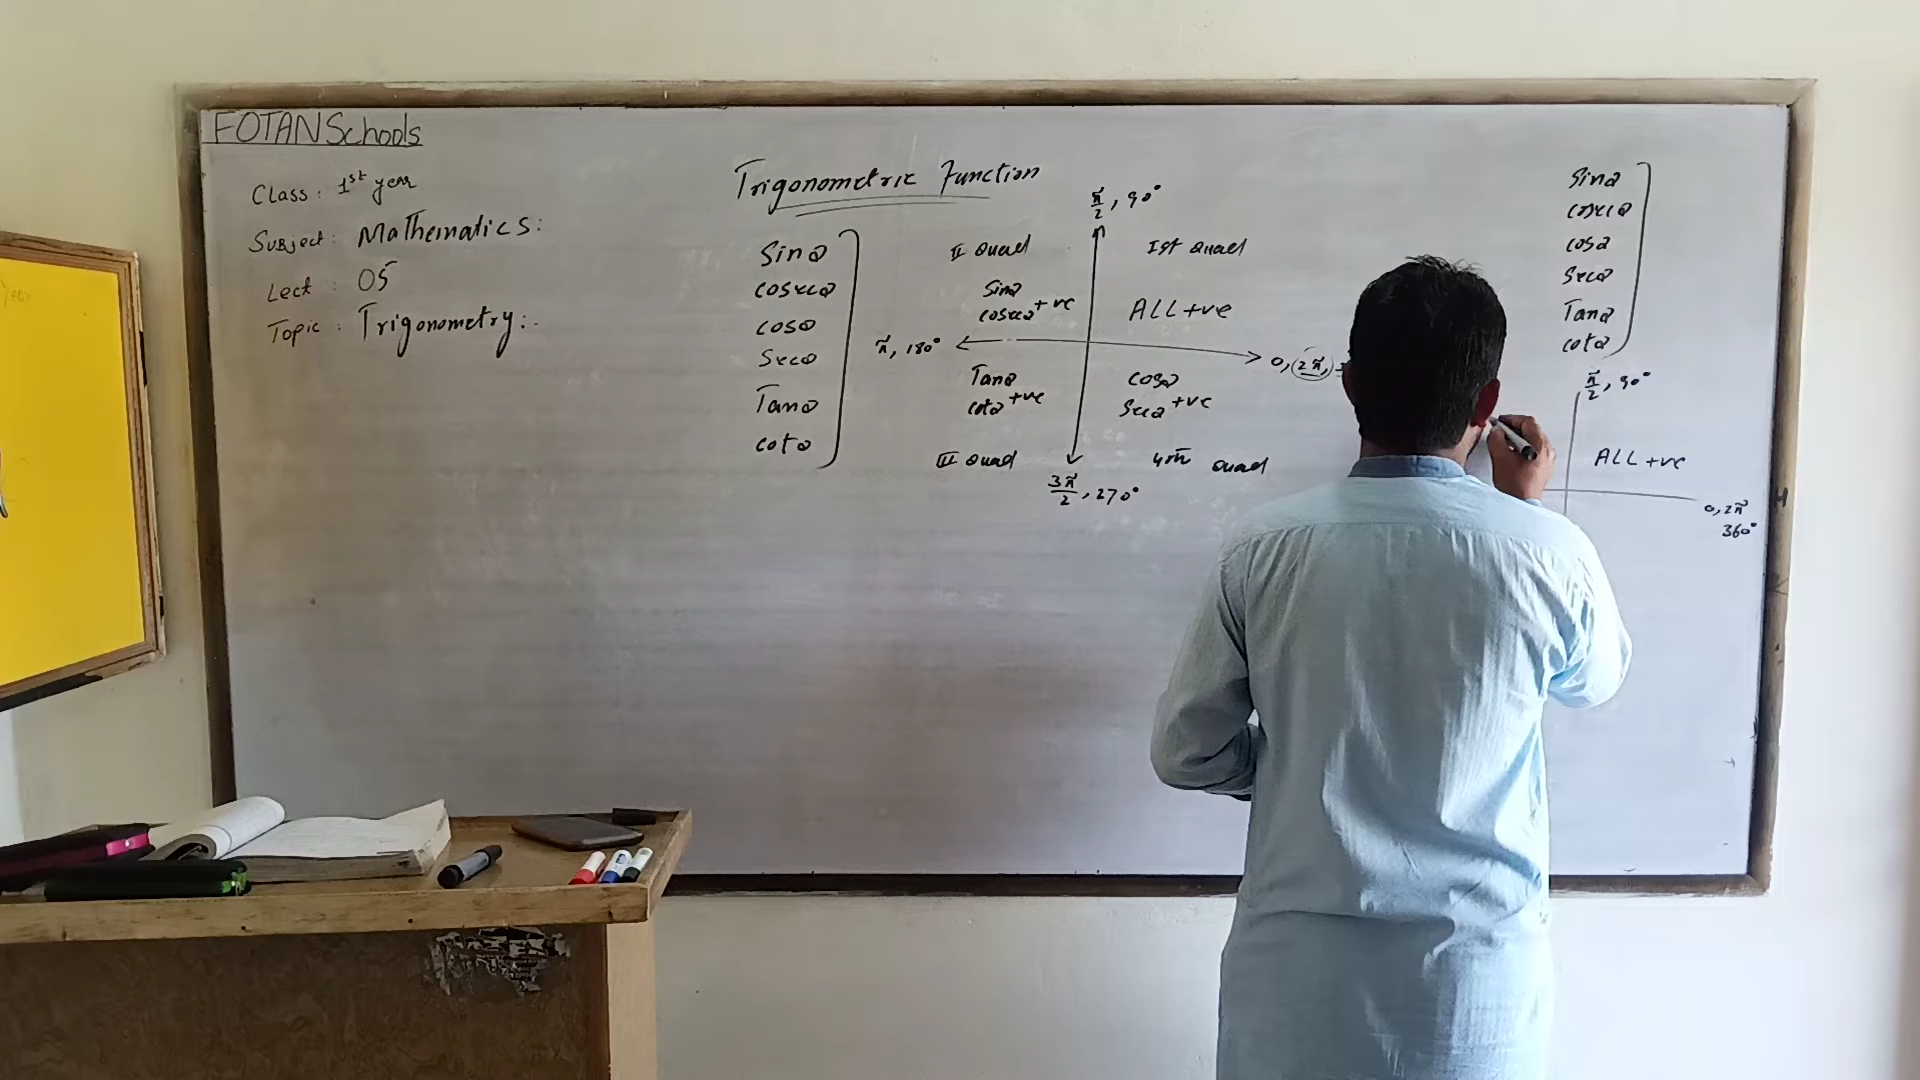 FOTAN Schools
Class: 1st year
Subject: Mathematics:
Lect: 05
Topic: Trigonometry:.
Trigonometric Function
Sinθ
Cosecθ
Cosθ
Secθ
Tanθ
Cotθ
π/2, 90°
II Quad
Ist Quad
Sinθ
Cosecθ +ve
ALL +ve
π, 180°
0, 2π,
Tanθ
Cotθ +ve
Cosθ
Secθ +ve
III Quad
4rth Quad
3π/2, 270°
Sinθ
Cosecθ
Cosθ
Secθ
Tanθ
Cotθ
π/2, 90°
ALL +ve
0, 2π
360°